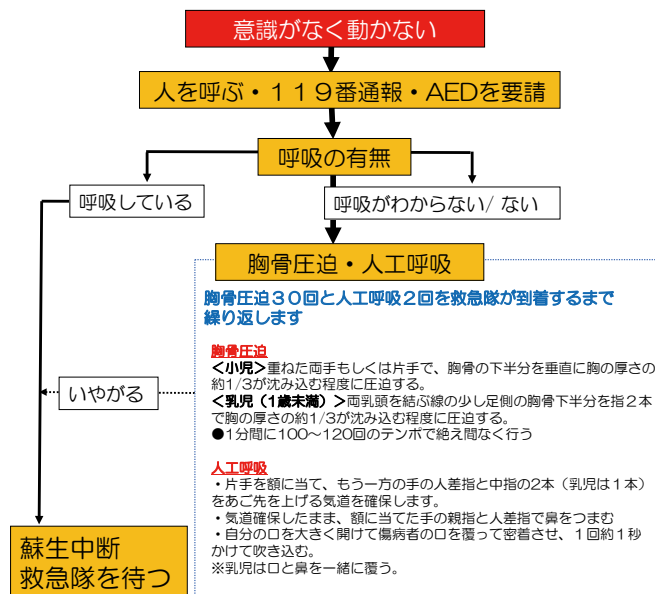 意識がなく動かない
人を呼ぶ・119番通報・AEDを要請
呼吸の有無
呼吸している
呼吸がわからない/ ない
胸骨圧迫・人工呼吸
胸骨圧迫30回と人工呼吸2回を救急隊が到着するまで
繰り返します
胸骨圧迫
<小児>重ねた両手もしくは片手で、胸骨の下半分を垂直に胸の厚さの
約1/3が沈み込む程度に圧迫する。
<乳児(1歳未満)>両乳頭を結ぶ線の少し足側の胸骨下半分を指2本
で胸の厚さの約1/3が沈み込む程度に圧迫する。
●1分間に100~120回のテンポで絶え間なく行う
いやがる
人工呼吸
・片手を額に当て、もう一方の手の人差指と中指の2本(乳児は1本)
をあご先を上げる気道を確保します。
・気道確保したまま、額に当てた手の親指と人差指で鼻をつまむ
・自分の口を大きく開けて傷病者の口を覆って密着させ、1回約1秒
かけて吹き込む。
※乳児は口と鼻を一緒に覆う。
蘇生中断
救急隊を待つ